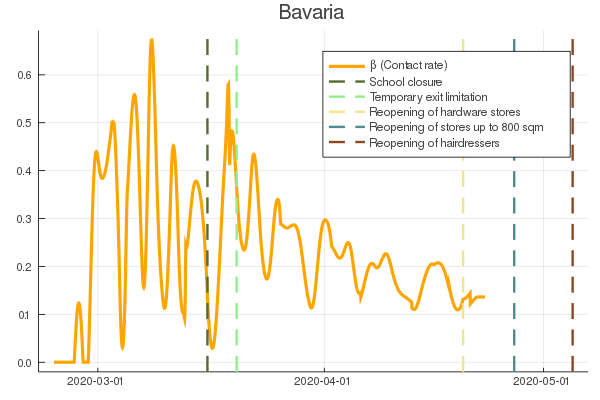 Bavaria
β (Contact rate)
School closure
Temporary exit limitation
Reopening of hardware stores
Reopening of stores up to 800 sqm
Reopening of hairdressers
0.6
0.5
0.4
0.3
0.2
0.1
0.0
2020-03-01 2020-04-01 2020-05-01